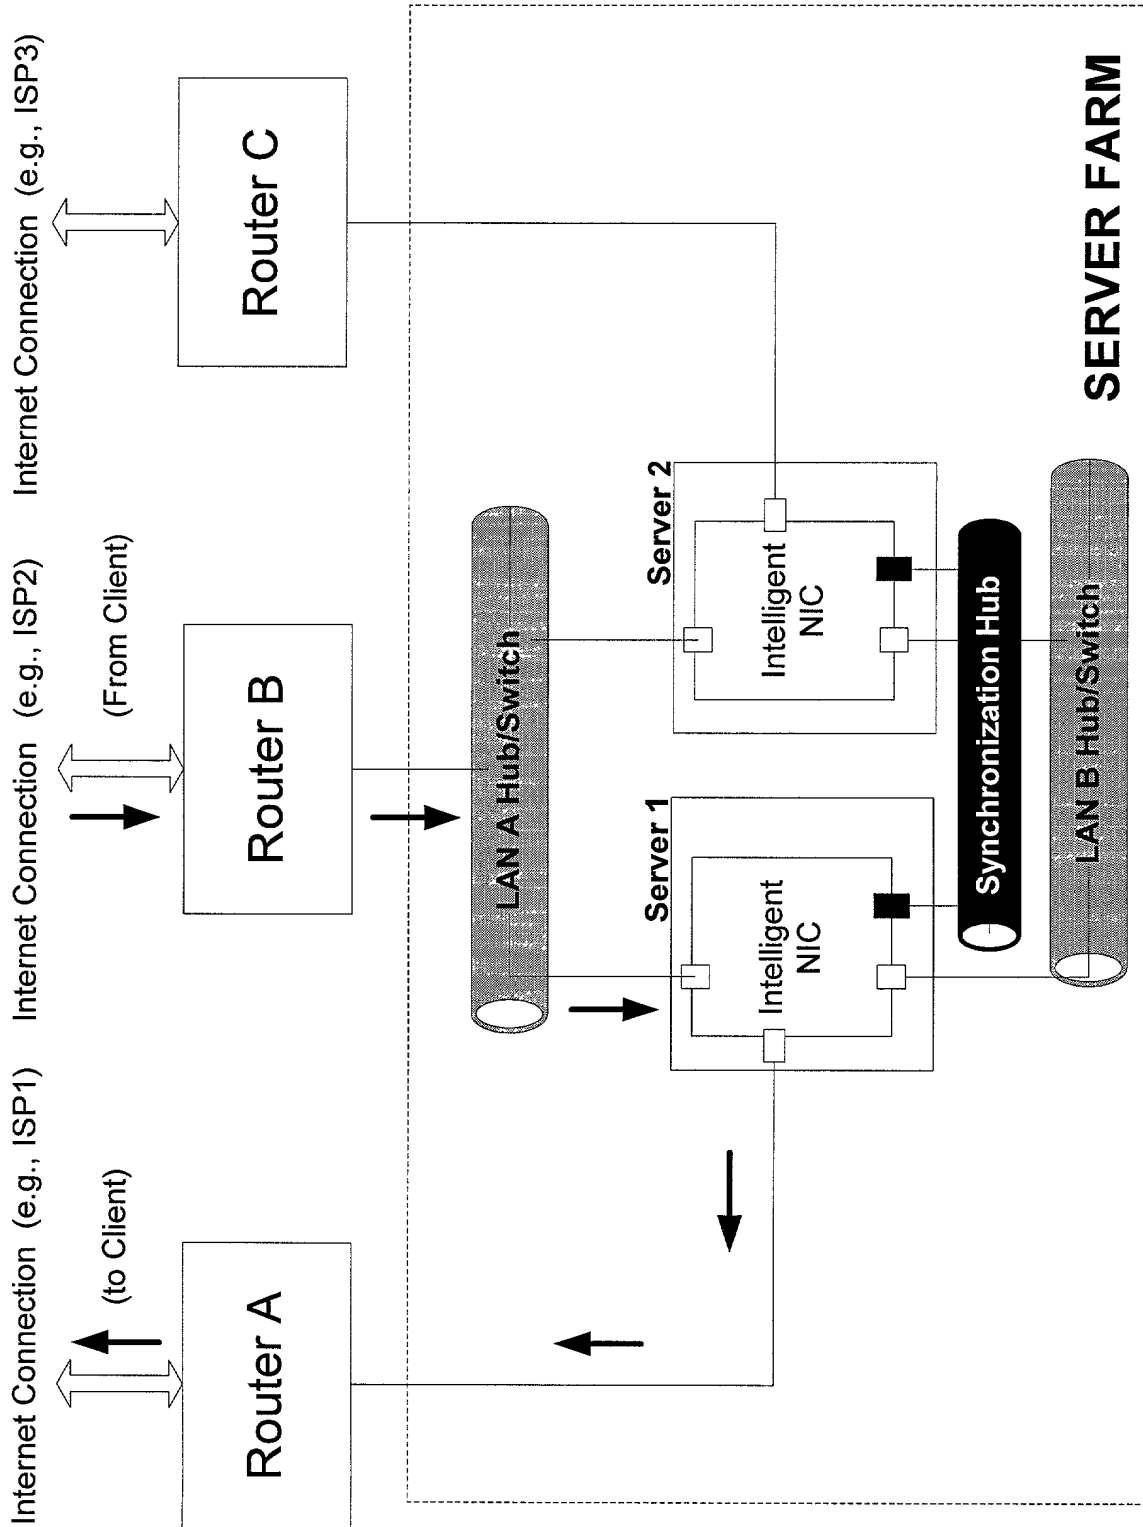 Internet Connection (e.g., ISP1)
Internet Connection (e.g., ISP2)
Internet Connection (e.g., ISP3)
(to Client)
(From Client)
Router A
Router B
Router C
LAN A Hub/Switch
Server 1
Server 2
Intelligent
NIC
Intelligent
NIC
Synchronization Hub
LAN B Hub/Switch
SERVER FARM